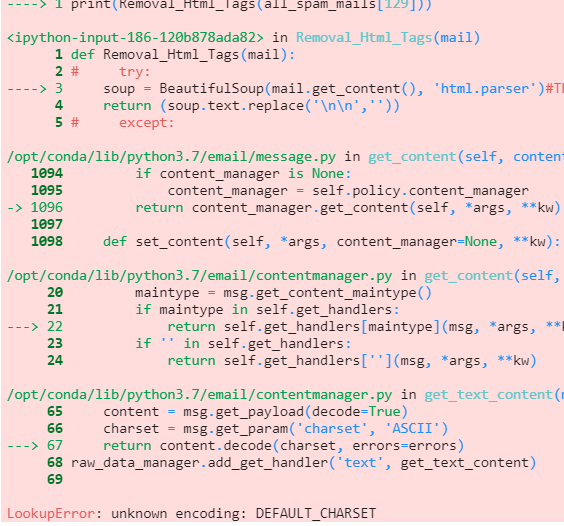 ----> 1 print(Removal_Html_Tags(all_spam_mails[129]))
<ipython-input-186-120b878ada82> in Removal_Html_Tags(mail)
1 def Removal_Html_Tags(mail):
2 #     try:
----> 3     soup = BeautifulSoup(mail.get_content(), 'html.parser')#Th
4     return (soup.text.replace('\n\n',''))
5 #     except:
/opt/conda/lib/python3.7/email/message.py in get_content(self, content
1094         if content_manager is None:
1095             content_manager = self.policy.content_manager
-> 1096         return content_manager.get_content(self, *args, **kw)
1097
1098     def set_content(self, *args, content_manager=None, **kw):
/opt/conda/lib/python3.7/email/contentmanager.py in get_content(self,
20         maintype = msg.get_content_maintype()
21         if maintype in self.get_handlers:
---> 22             return self.get_handlers[maintype](msg, *args, **k
23         if '' in self.get_handlers:
24             return self.get_handlers[''](msg, *args, **kw)
/opt/conda/lib/python3.7/email/contentmanager.py in get_text_content(m
65     content = msg.get_payload(decode=True)
66     charset = msg.get_param('charset', 'ASCII')
---> 67     return content.decode(charset, errors=errors)
68 raw_data_manager.add_get_handler('text', get_text_content)
69
LookupError: unknown encoding: DEFAULT_CHARSET